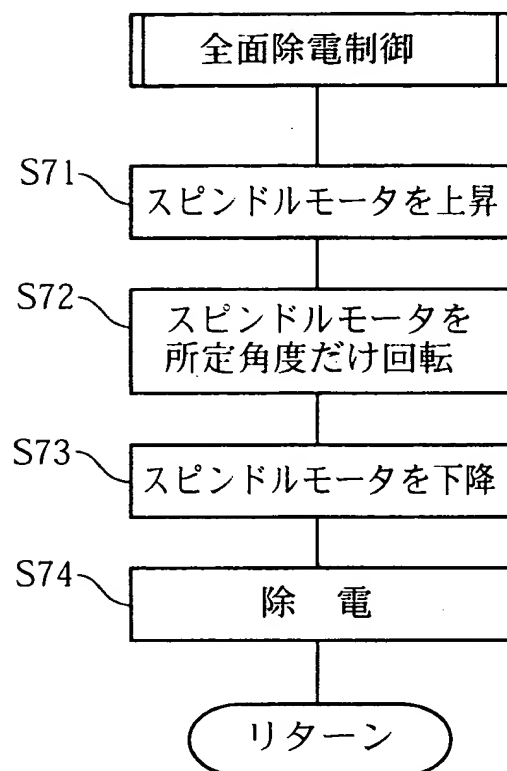 全面除電制御
S71
スピンドルモータを上昇
S72
スピンドルモータを
所定角度だけ回転
S73
スピンドルモータを下降
S74
除 電
リターン